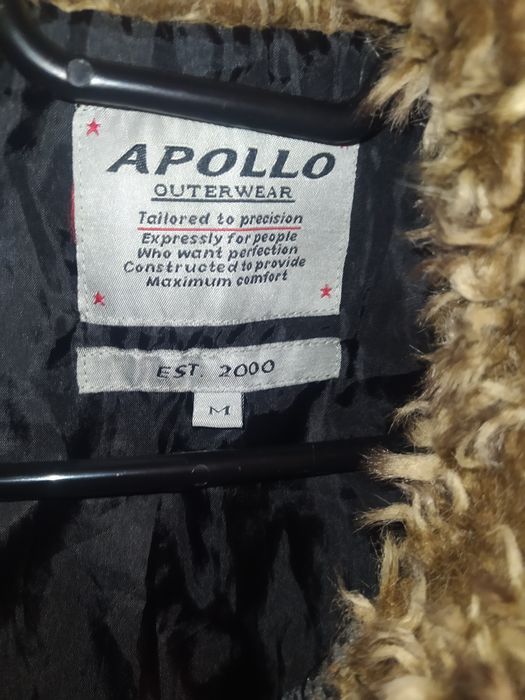 APOLLO
OUTERWEAR
Tailored to precision
Expressly for people
Who want perfection
Constructed to provide
Maximum comfort
EST. 2000
M